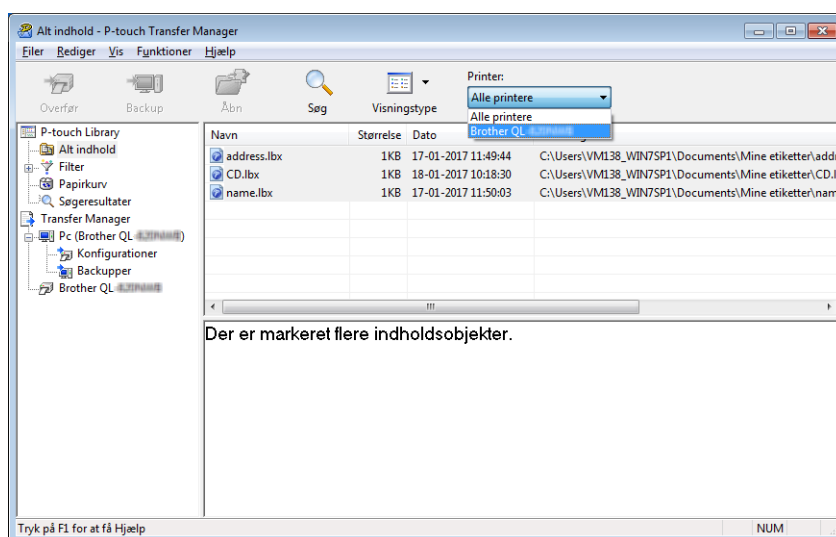 Alt indhold - P-touch Transfer Manager
Filer Rediger Vis Funktioner Hjælp
Overfør Backup Åbn Søg Visningstype Printer:
Alle printere
Alle printere
Brother QL
P-touch Library
Alt indhold
Filter
Papirkurv
Søgeresultater
Transfer Manager
Pc (Brother QL )
Konfigurationer
Backupper
Brother QL
Navn Størrelse Dato
address.lbx 1KB 17-01-2017 11:49:44 C:\Users\VM138_WIN7SP1\Documents\Mine etiketter\addr
CD.lbx 1KB 18-01-2017 10:18:30 C:\Users\VM138_WIN7SP1\Documents\Mine etiketter\CD.l
name.lbx 1KB 17-01-2017 11:50:03 C:\Users\VM138_WIN7SP1\Documents\Mine etiketter\nam
Der er markeret flere indholdsobjekter.
Tryk på F1 for at få Hjælp NUM